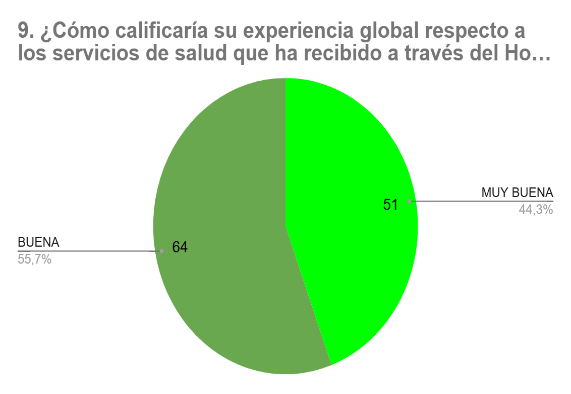 9. ¿Cómo calificaría su experiencia global respecto a
los servicios de salud que ha recibido a través del Ho…
51
MUY BUENA
44,3%
BUENA
64
55,7%